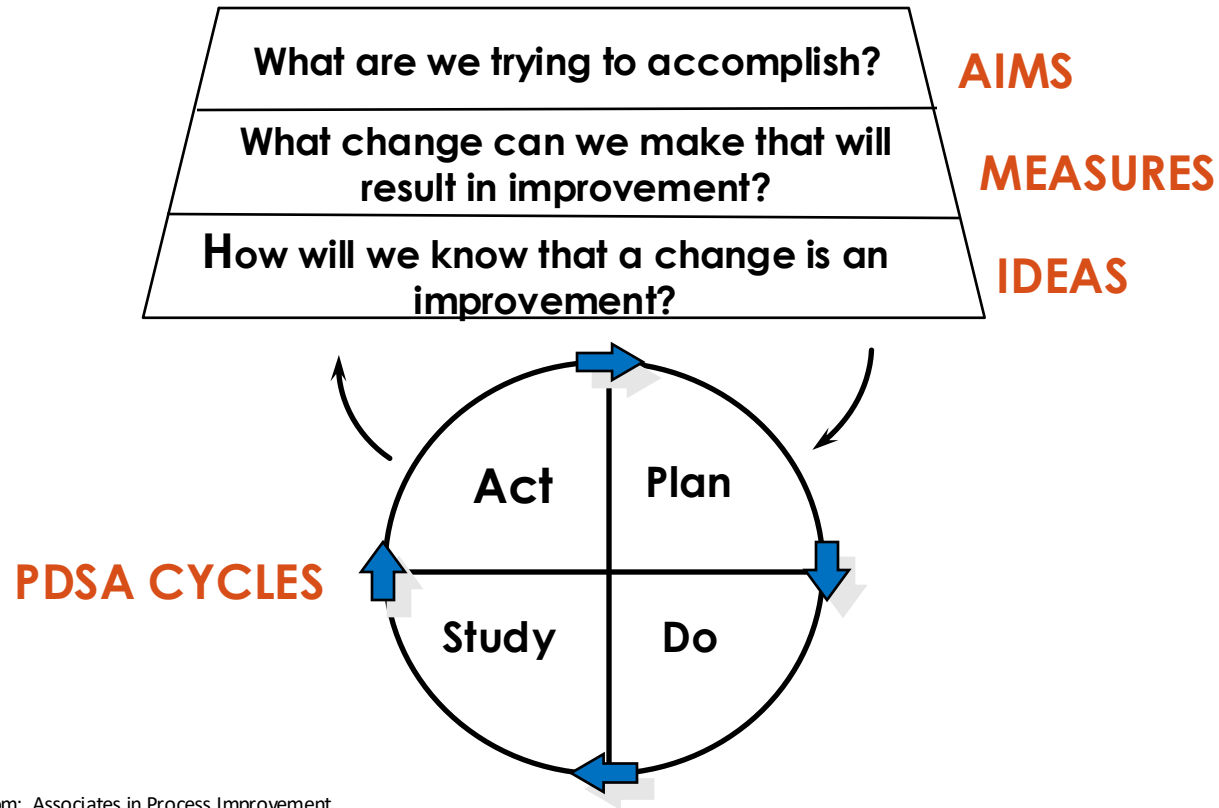 What are we trying to accomplish?
AIMS
What change can we make that will
result in improvement?
MEASURES
How will we know that a change is an
improvement?
IDEAS
Act
Plan
PDSA CYCLES
Study
Do
Associates in Process Improvement